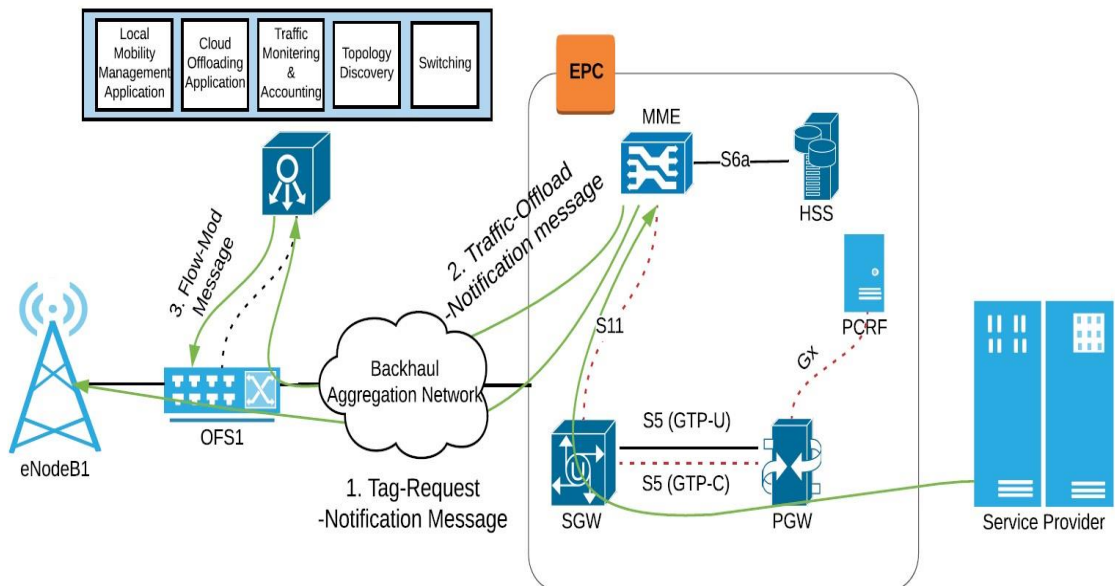 Local
Mobility
Management
Application
Cloud
Offloading
Application
Traffic
Monitering
&
Accounting
Topology
Discovery
Switching
EPC
MME
S6a
HSS
2. Traffic-Offload
-Notification message
3. Flow-Mod
Message
PCRF
S11
Gx
Backhaul
Aggregation Network
OFS1
eNodeB1
S5 (GTP-U)
S5 (GTP-C)
U
1. Tag-Request
-Notification Message
SGW
PGW
Service Provider